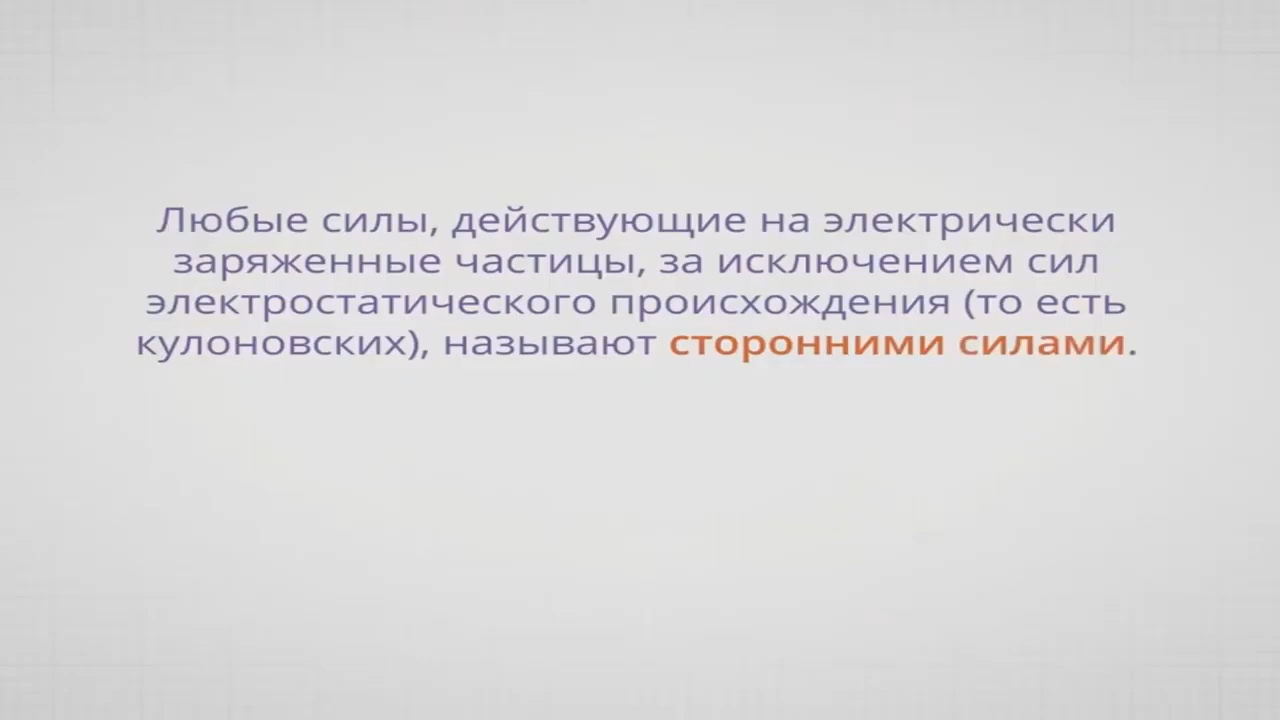 Любые силы, действующие на электрически
заряженные частицы, за исключением сил
электростатического происхождения (то есть
кулоновских), называют сторонними силами.